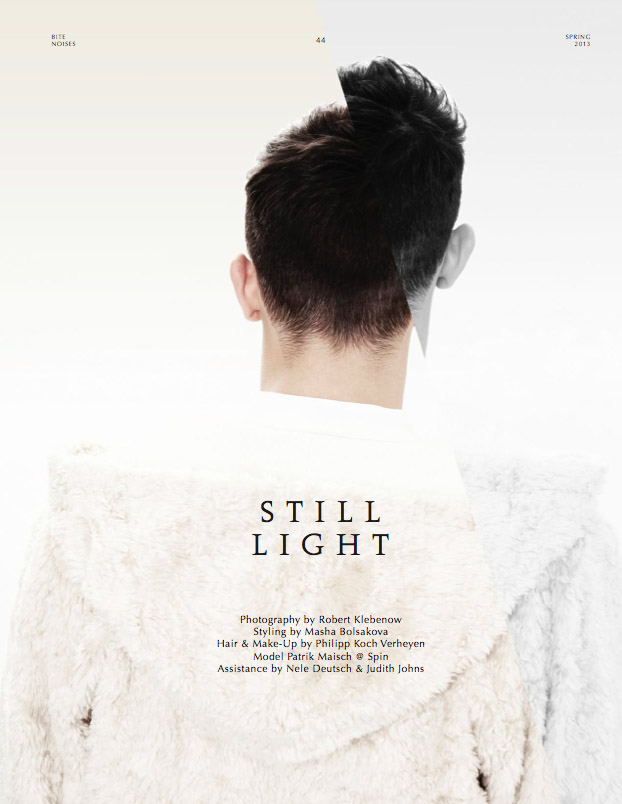 BITE
NOISES
44
SPRING
2013
STILL
LIGHT
Photography by Robert Klebenow
Styling by Masha Bolsakova
Hair & Make-Up by Philipp Koch Verheyen
Model Patrik Maisch @ Spin
Assistance by Nele Deutsch & Judith Johns